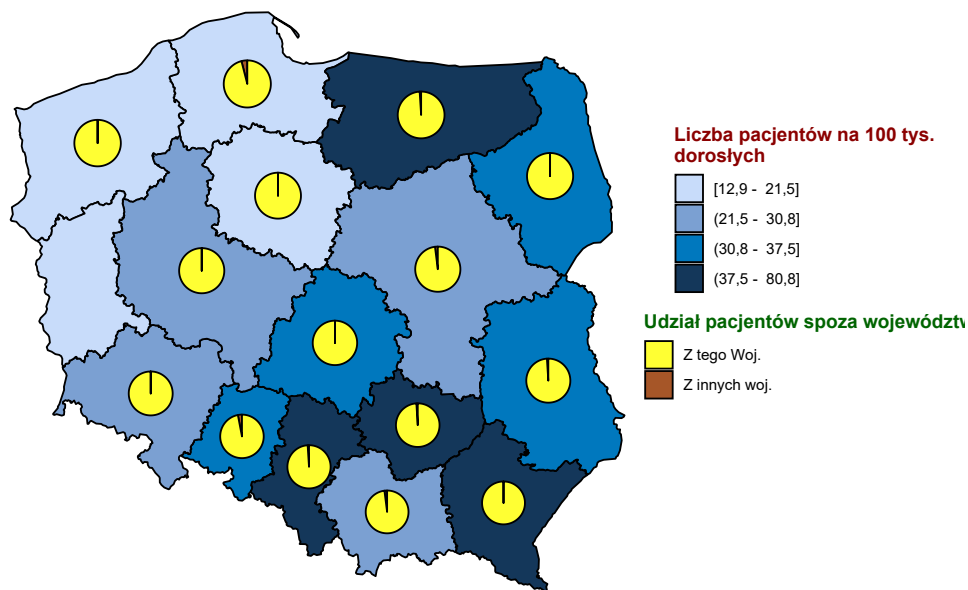 Liczba pacjentów na 100 tys.
dorosłych
[12,9 - 21,5]
(21,5 - 30,8]
(30,8 - 37,5]
(37,5 - 80,8]
Udział pacjentów spoza województw
Z tego Woj.
Z innych woj.